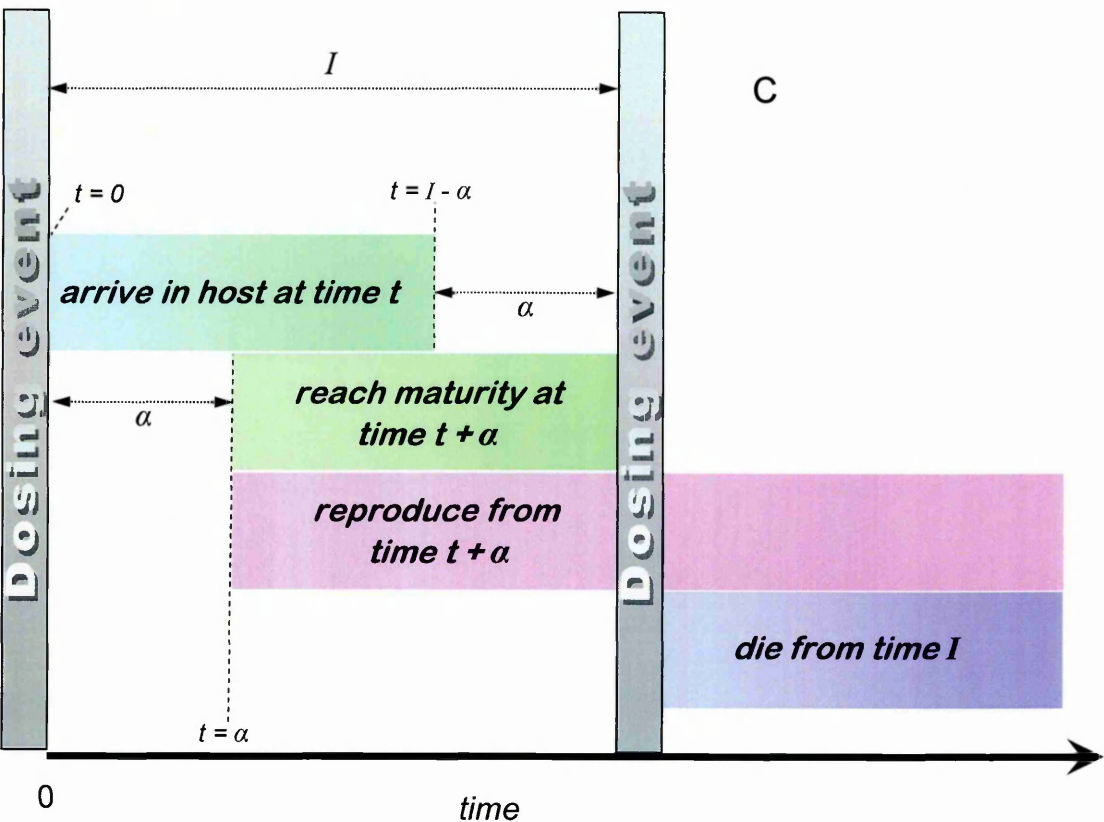 I
C
t = 0
t = I - α
Dosing event
Dosing event
arrive in host at time t
α
reach maturity at
time t + α
α
reproduce from
time t + α
die from time I
t = α
0
time